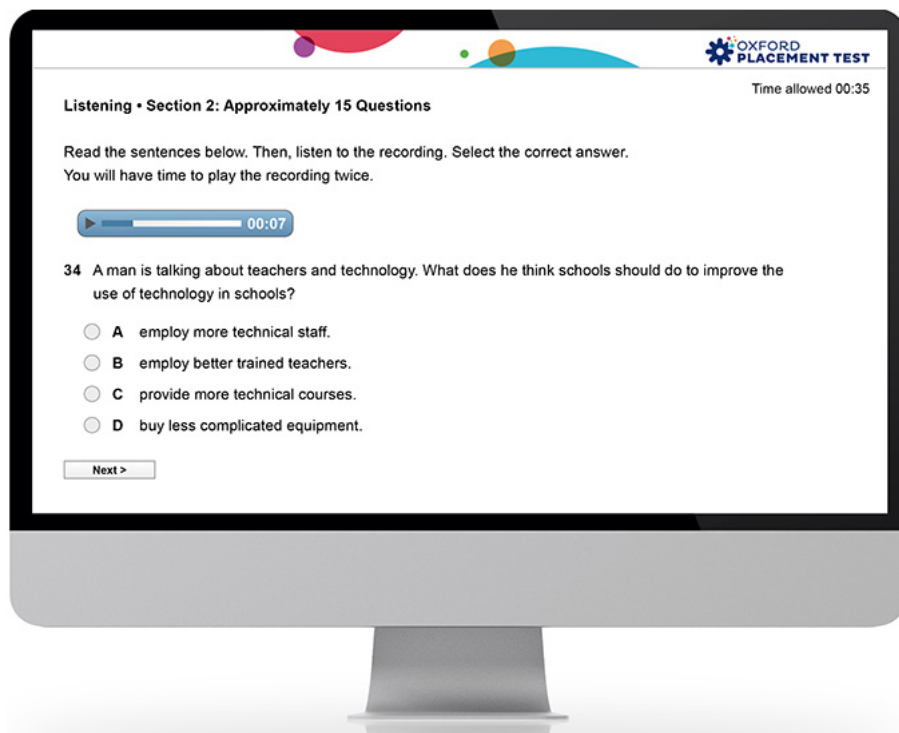 OXFORD
PLACEMENT TEST
Time allowed 00:35
Listening • Section 2: Approximately 15 Questions
Read the sentences below. Then, listen to the recording. Select the correct answer.
You will have time to play the recording twice.
00:07
34 A man is talking about teachers and technology. What does he think schools should do to improve the
use of technology in schools?
A employ more technical staff.
B employ better trained teachers.
C provide more technical courses.
D buy less complicated equipment.
Next >